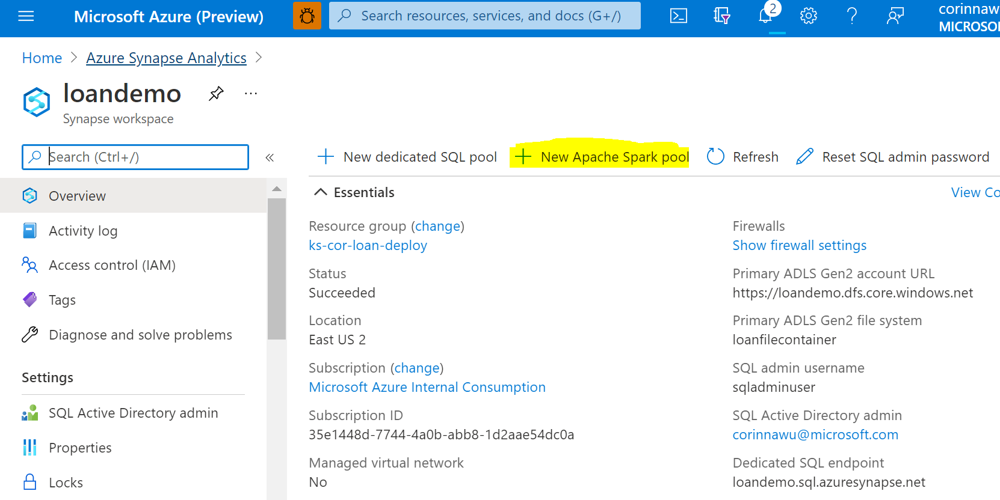 Microsoft Azure (Preview)
Search resources, services, and docs (G+/)
2
corinnaw
MICROSO
Home > Azure Synapse Analytics >
loandemo
...
Synapse workspace
Search (Ctrl+/)
«
+ New dedicated SQL pool
+ New Apache Spark pool
Refresh
Reset SQL admin password
Overview
Activity log
Access control (IAM)
Tags
Diagnose and solve problems
Settings
SQL Active Directory admin
Properties
Locks
Essentials
View Co
Resource group (change)
ks-cor-loan-deploy
Status
Succeeded
Location
East US 2
Subscription (change)
Microsoft Azure Internal Consumption
Subscription ID
35e1448d-7744-4a0b-abb8-1d2aae54dc0a
Managed virtual network
No
Firewalls
Show firewall settings
Primary ADLS Gen2 account URL
https://loandemo.dfs.core.windows.net
Primary ADLS Gen2 file system
loanfilecontainer
SQL admin username
sqladminuser
SQL Active Directory admin
corinnawu@microsoft.com
Dedicated SQL endpoint
loandemo.sql.azuresynapse.net